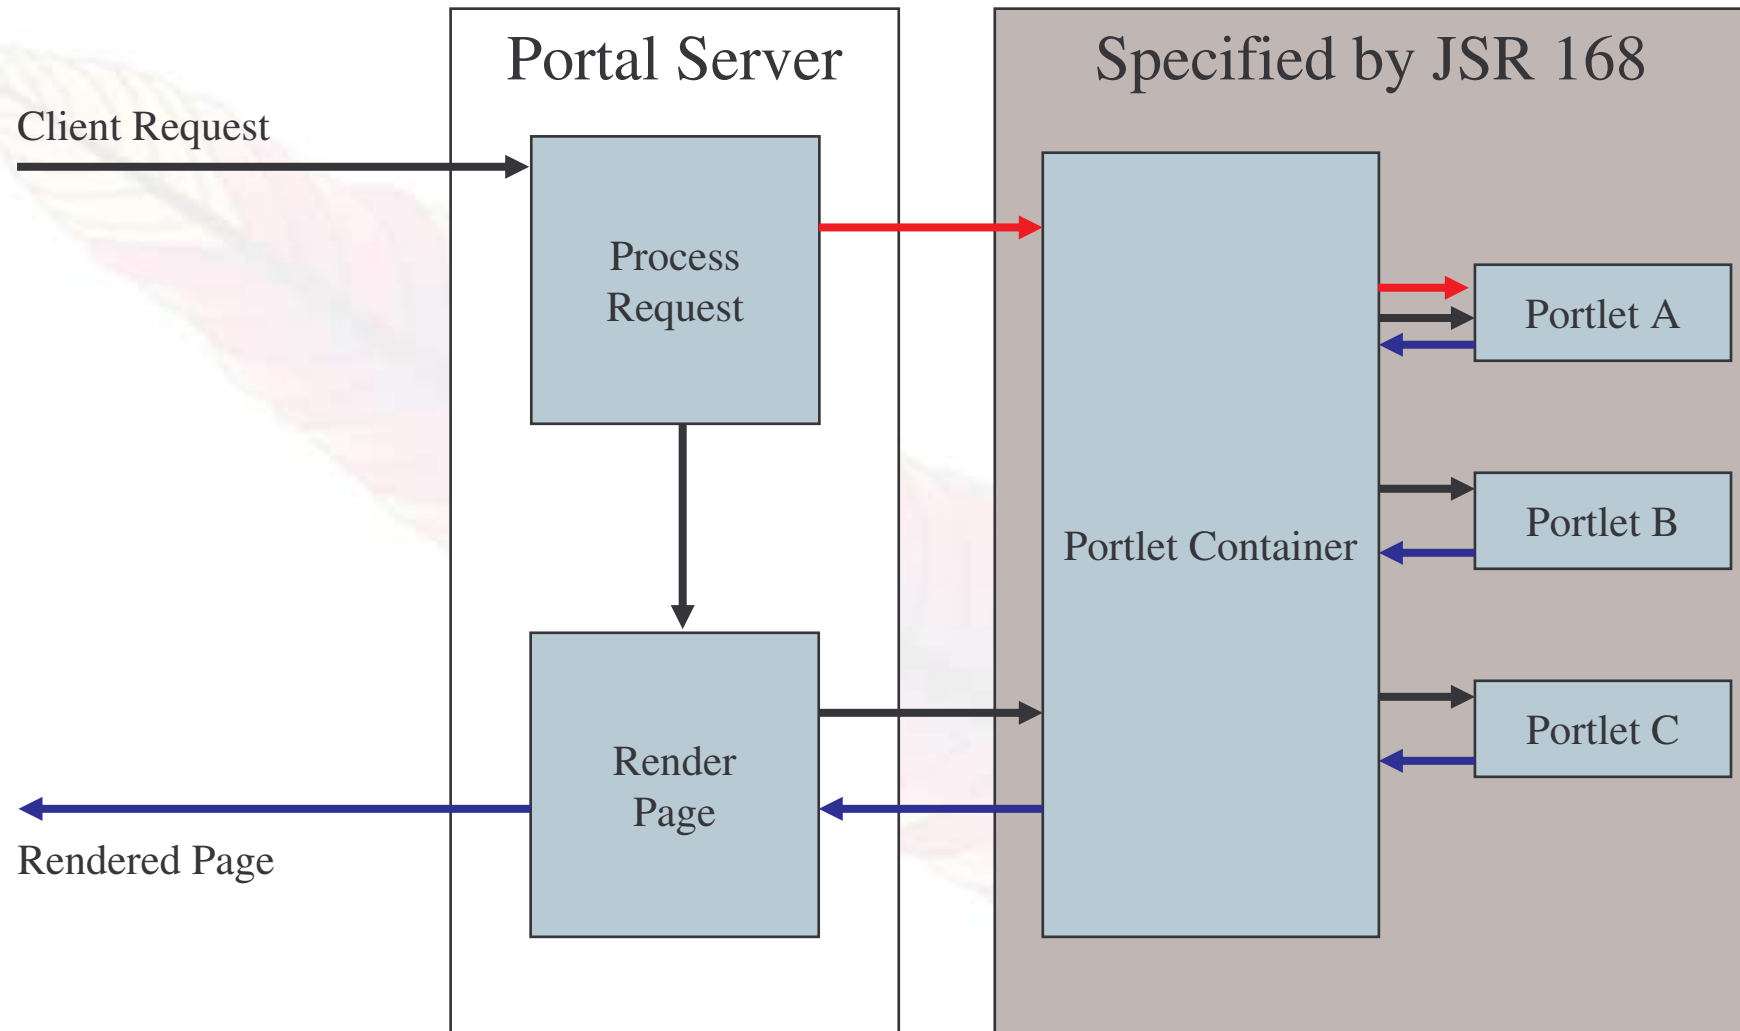 Portal Server
Specified by JSR 168
Client Request
Process
Request
Portlet A
Portlet B
Portlet Container
Portlet C
Render
Page
Rendered Page